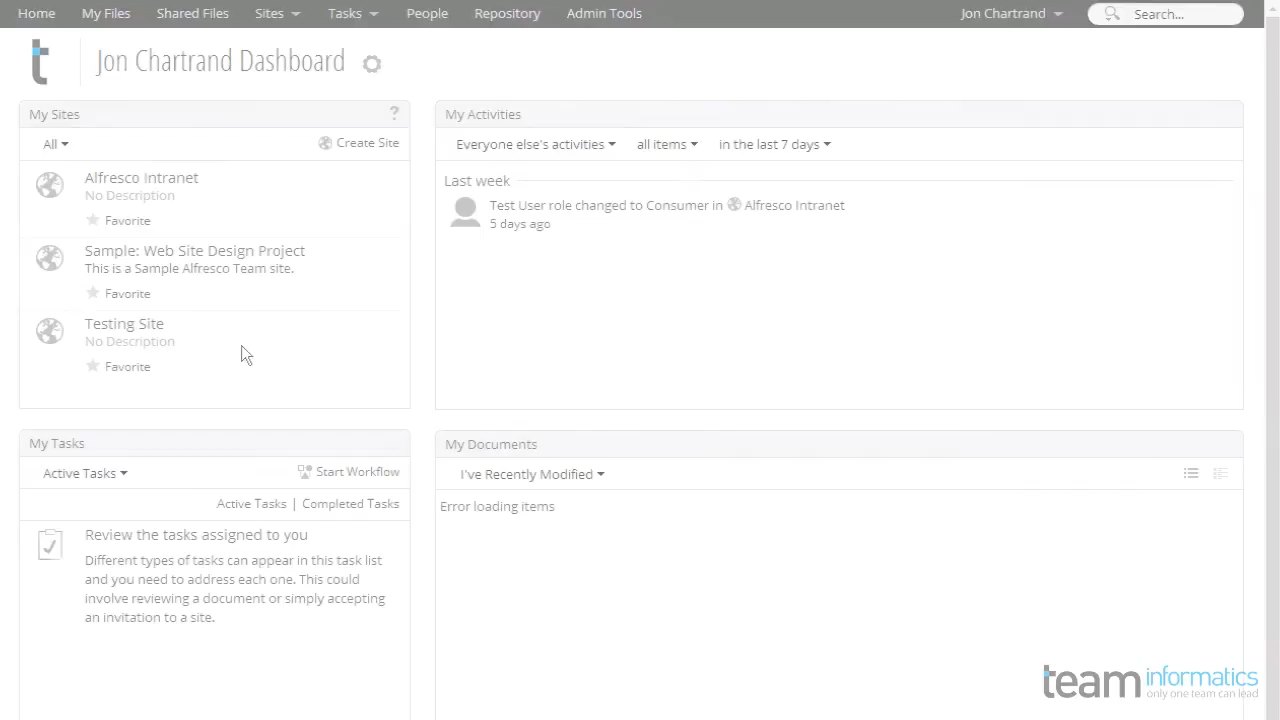 Home My Files Shared Files Sites Tasks People Repository Admin Tools Jon Chartrand Search...
t Jon Chartrand Dashboard
My Sites ?
All Create Site
Alfresco Intranet
No Description
Favorite
Sample: Web Site Design Project
This is a Sample Alfresco Team site.
Favorite
Testing Site
No Description
Favorite
My Activities
Everyone else's activities all items in the last 7 days
Last week
Test User role changed to Consumer in Alfresco Intranet
5 days ago
My Tasks
Active Tasks Start Workflow
Active Tasks | Completed Tasks
Review the tasks assigned to you
Different types of tasks can appear in this task list
and you need to address each one. This could
involve reviewing a document or simply accepting
an invitation to a site.
My Documents
I've Recently Modified
Error loading items
team informatics
only one team can lead